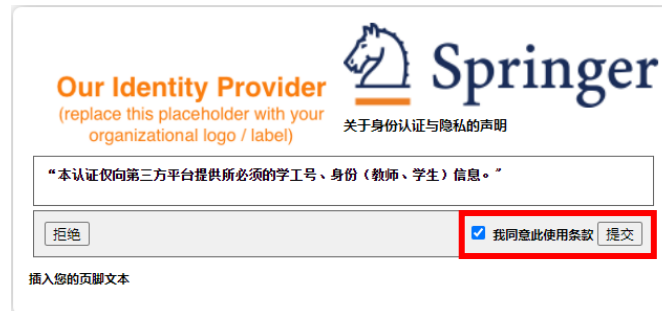 Springer
Our Identity Provider
(replace this placeholder with your
organizational logo / label)
关于身份认证与隐私的声明
“本认证仅向第三方平台提供所必须的学工号、身份（教师、学生）信息。”
拒绝
我同意此使用条款 提交
插入您的页脚文本